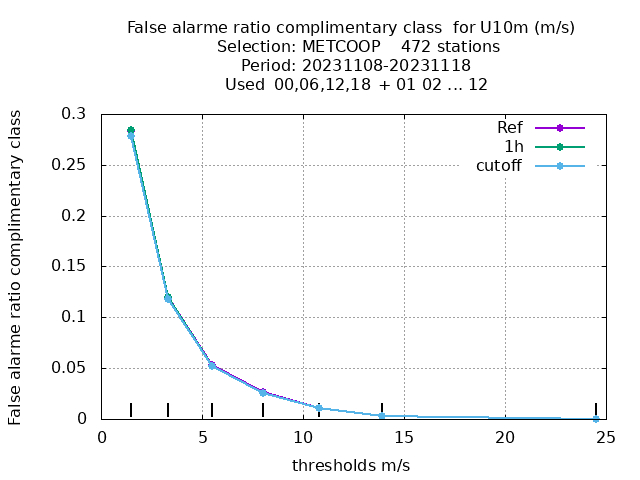 False alarme ratio complimentary class  for U10m (m/s)
Selection: METCOOP    472 stations
Period: 20231108-20231118
Used  00,06,12,18 + 01 02 ... 12
False alarme ratio complimentary class
0.3
0.25
0.2
0.15
0.1
0.05
0
Ref
1h
cutoff
0 5 10 15 20 25
thresholds m/s